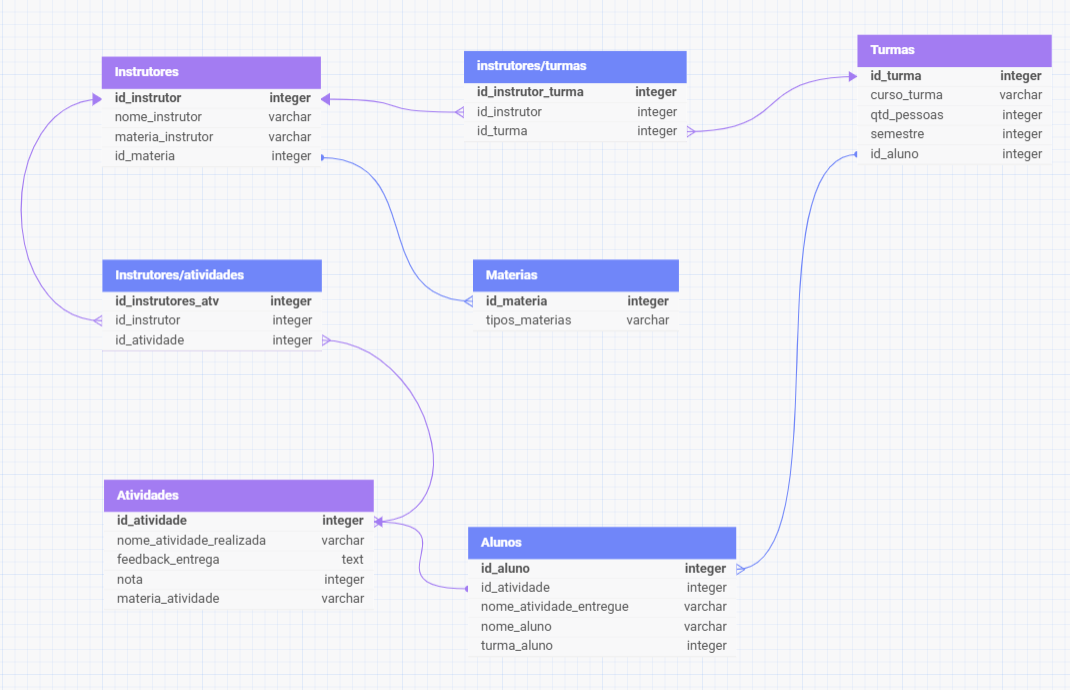 Instrutores
id_instrutor integer
nome_instrutor varchar
materia_instrutor varchar
id_materia integer
instrutores/turmas
id_instrutor_turma integer
id_instrutor integer
id_turma integer
Turmas
id_turma integer
curso_turma varchar
qtd_pessoas integer
semestre integer
id_aluno integer
Instrutores/atividades
id_instrutores_atv integer
id_instrutor integer
id_atividade integer
Materias
id_materia integer
tipos_materias varchar
Atividades
id_atividade integer
nome_atividade_realizada varchar
feedback_entrega text
nota integer
materia_atividade varchar
Alunos
id_aluno integer
id_atividade integer
nome_atividade_entregue varchar
nome_aluno varchar
turma_aluno integer